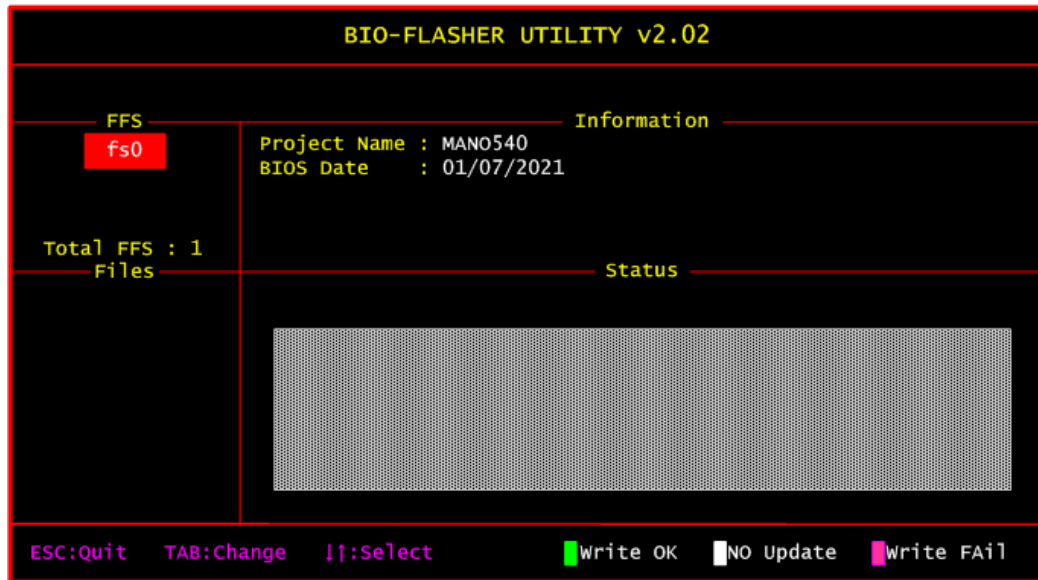 BIO-FLASHER UTILITY v2.02
FFS
fs0
Total FFS : 1
Information
Project Name : MANO540
BIOS Date : 01/07/2021
Files
Status
ESC:Quit TAB:Change ↓↑:Select
Write OK NO Update Write FAil